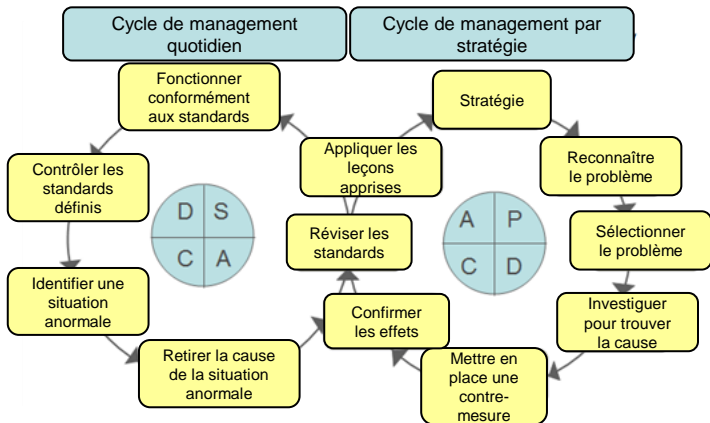 Cycle de management
quotidien
Cycle de management par
stratégie
Fonctionner
conformément
aux standards
Stratégie
Appliquer les
leçons
apprises
Reconnaître
le problème
Contrôler les
standards
définis
D S
C A
A P
C D
Réviser les
standards
Sélectionner
le problème
Identifier une
situation
anormale
Confirmer
les effets
Investiguer
pour trouver
la cause
Retirer la cause
de la situation
anormale
Mettre en
place une
contre-
mesure